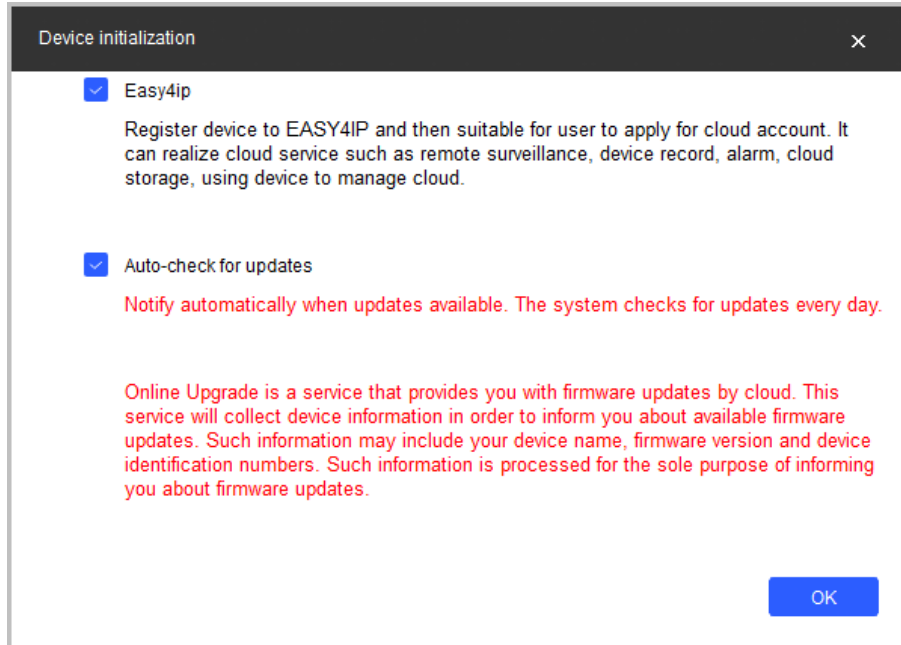 Device initialization
Easy4ip
Register device to EASY4IP and then suitable for user to apply for cloud account. It
can realize cloud service such as remote surveillance, device record, alarm, cloud
storage, using device to manage cloud.
Auto-check for updates
Notify automatically when updates available. The system checks for updates every day.
Online Upgrade is a service that provides you with firmware updates by cloud. This
service will collect device information in order to inform you about available firmware
updates. Such information may include your device name, firmware version and device
identification numbers. Such information is processed for the sole purpose of informing
you about firmware updates.
OK